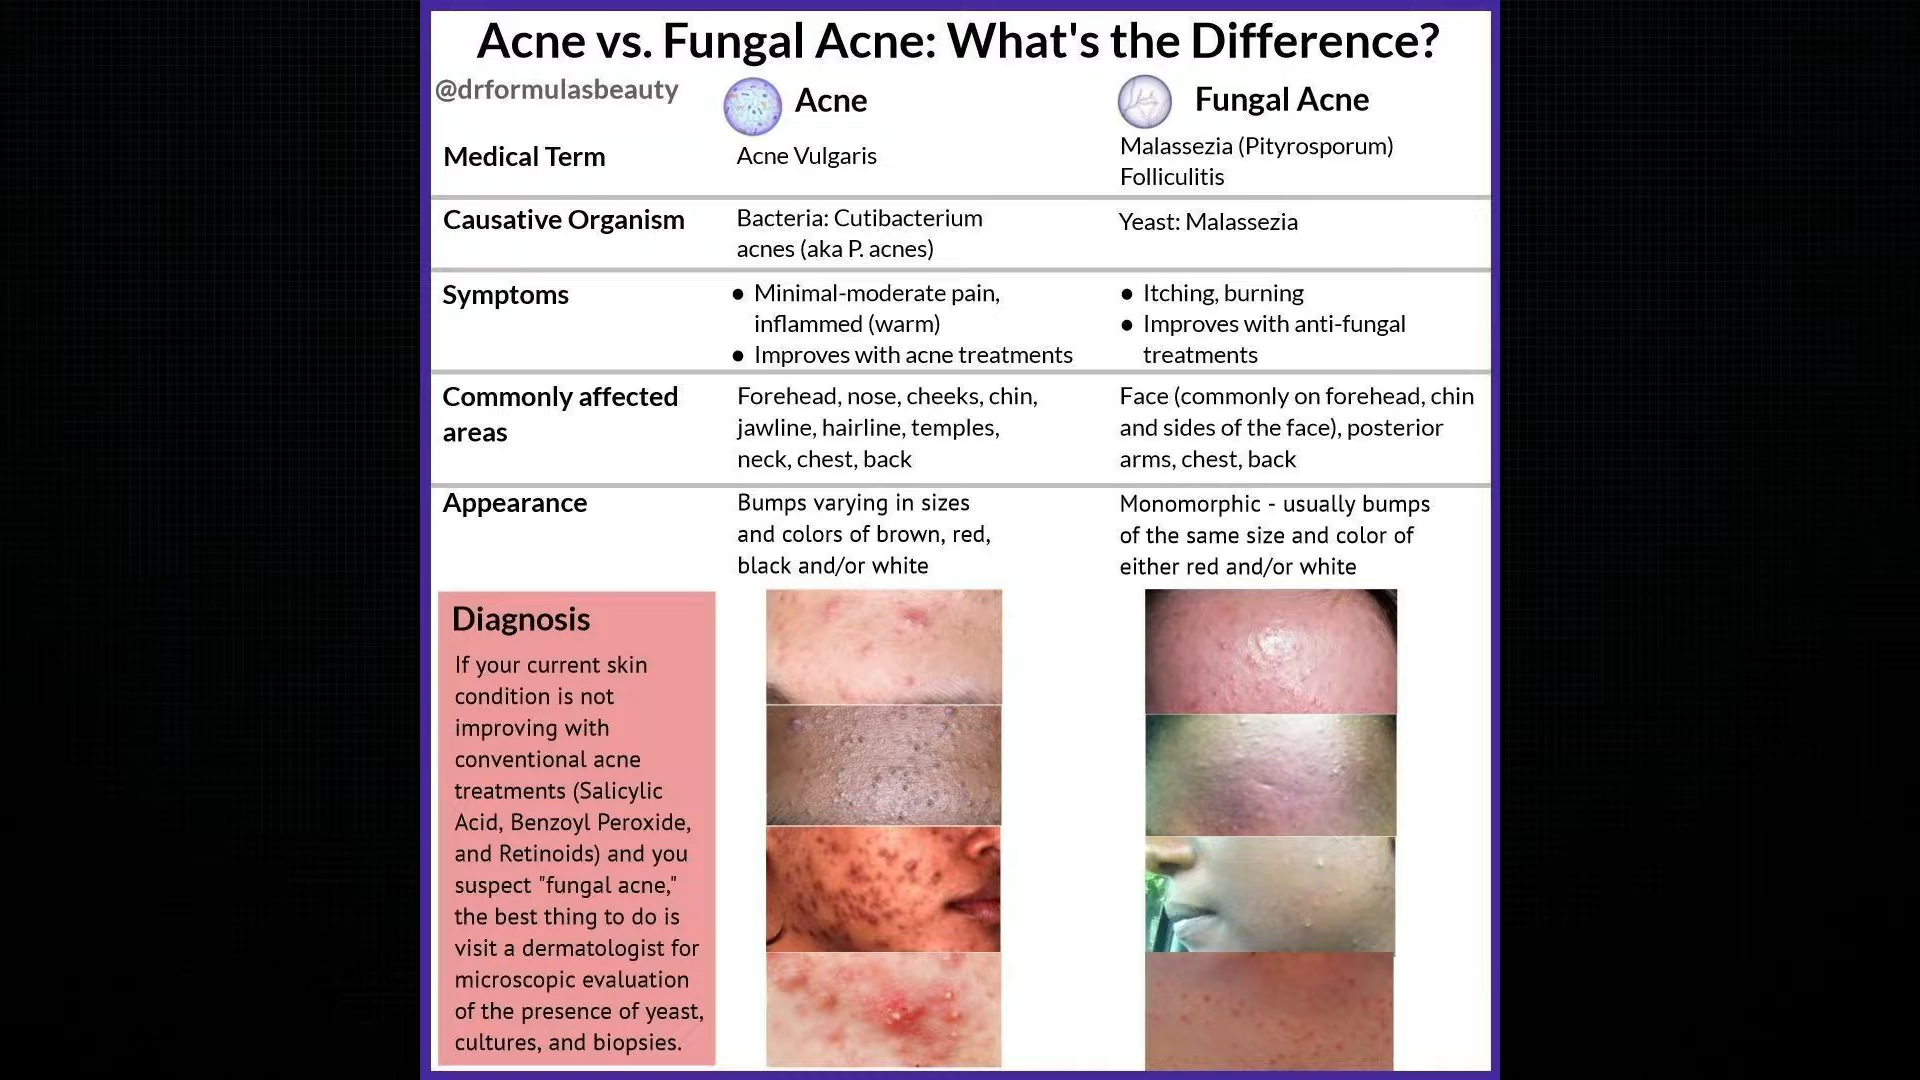 Acne vs. Fungal Acne: What's the Difference?
@drformulasbeauty
Acne
Fungal Acne
Medical Term
Acne Vulgaris
Malassezia (Pityrosporum)
Folliculitis
Causative Organism
Bacteria: Cutibacterium
acnes (aka P. acnes)
Yeast: Malassezia
Symptoms
● Minimal-moderate pain,
inflammed (warm)
● Improves with acne treatments
● Itching, burning
● Improves with anti-fungal
treatments
Commonly affected
areas
Forehead, nose, cheeks, chin,
jawline, hairline, temples,
neck, chest, back
Face (commonly on forehead, chin
and sides of the face), posterior
arms, chest, back
Appearance
Bumps varying in sizes
and colors of brown, red,
black and/or white
Monomorphic - usually bumps
of the same size and color of
either red and/or white
Diagnosis
If your current skin
condition is not
improving with
conventional acne
treatments (Salicylic
Acid, Benzoyl Peroxide,
and Retinoids) and you
suspect "fungal acne,"
the best thing to do is
visit a dermatologist for
microscopic evaluation
of the presence of yeast,
cultures, and biopsies.